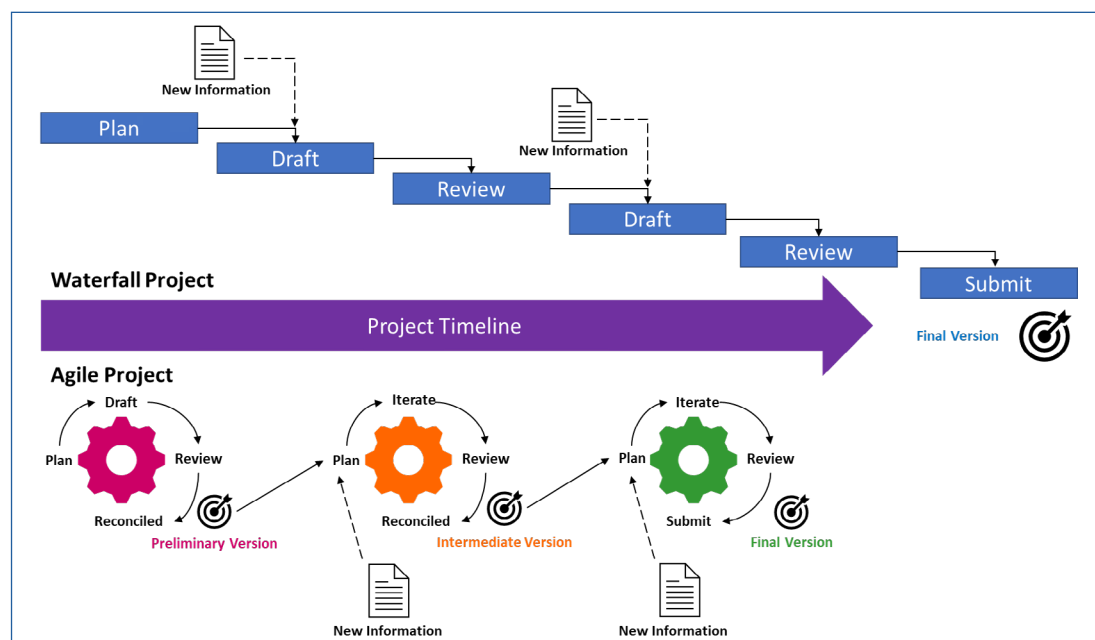 New Information
Plan
Draft
New Information
Review
Draft
Review
Submit
Waterfall Project
Project Timeline
Final Version
Agile Project
Draft
Plan
Review
Reconciled
Preliminary Version
Iterate
Plan
Review
Reconciled
Intermediate Version
New Information
Iterate
Plan
Review
Submit
Final Version
New Information